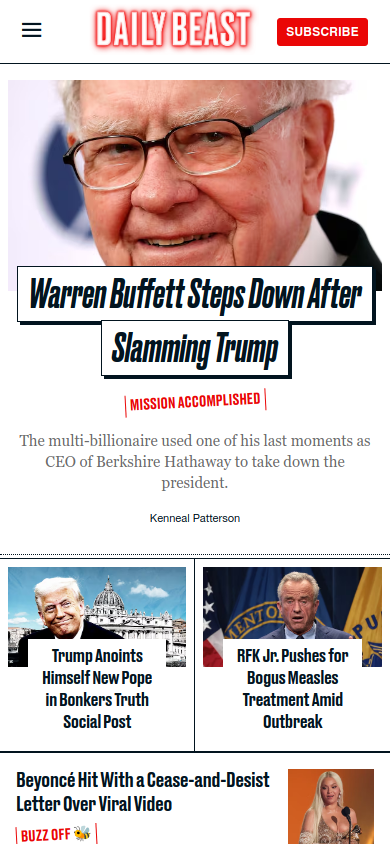 DAILY BEAST
SUBSCRIBE
Warren Buffett Steps Down After
Slamming Trump
MISSION ACCOMPLISHED
The multi-billionaire used one of his last moments as
CEO of Berkshire Hathaway to take down the
president.
Kenneal Patterson
Trump Anoints
Himself New Pope
in Bonkers Truth
Social Post
RFK Jr. Pushes for
Bogus Measles
Treatment Amid
Outbreak
Beyoncé Hit With a Cease-and-Desist
Letter Over Viral Video
BUZZ OFF 🐝